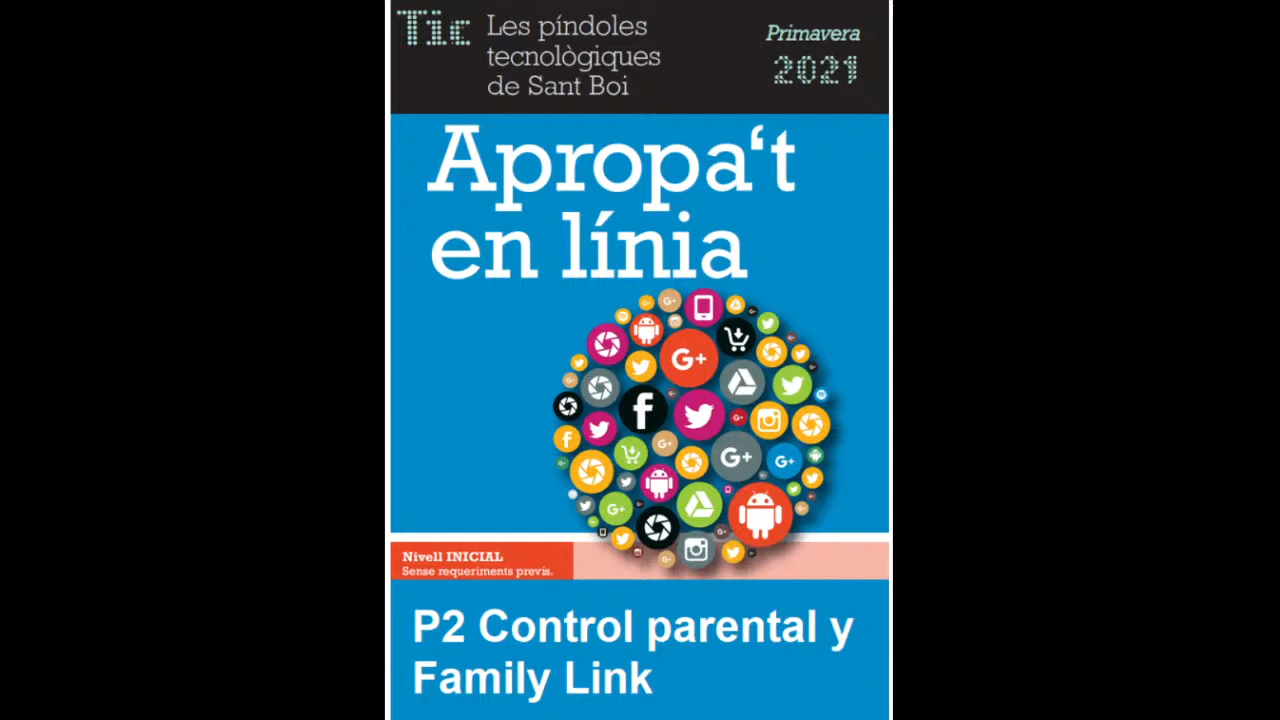 Tic
Les píndoles
tecnològiques
de Sant Boi
Primavera
2021
Apropa‘t
en línia
Nivell INICIAL
Sense requeriments previs.
P2 Control parental y
Family Link